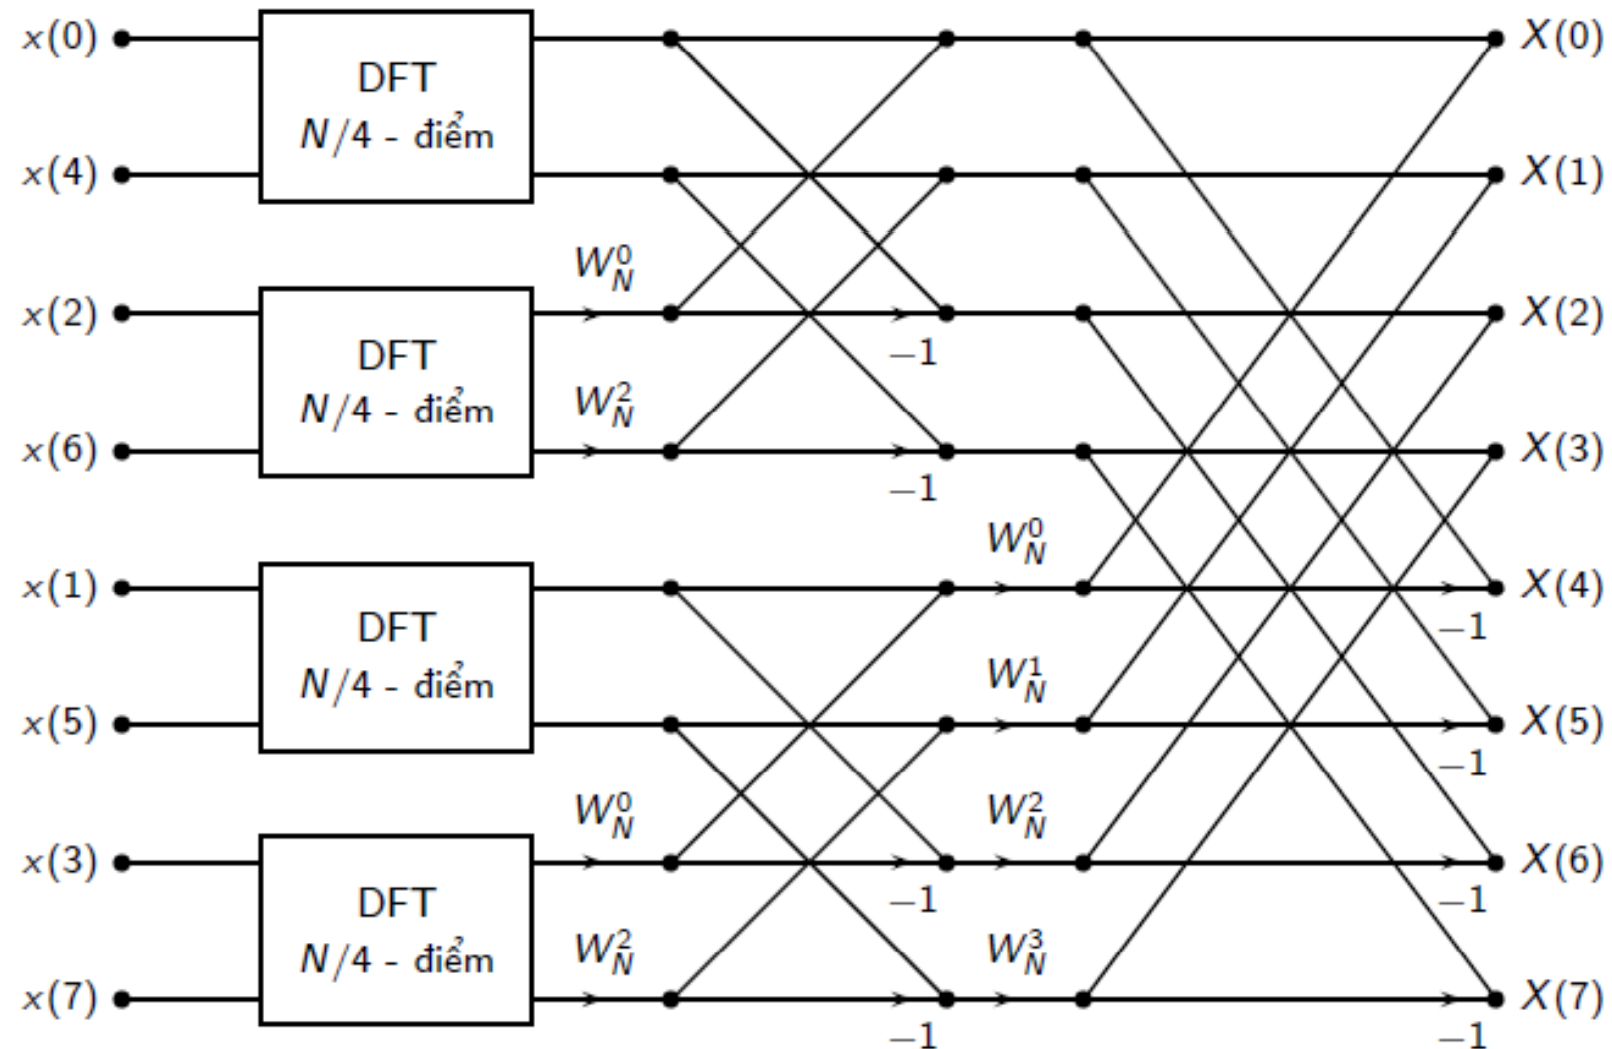 x(0)
DFT
N/4 - điểm
X(0)
x(4)
X(1)
W_N^0
x(2)
DFT
N/4 - điểm
−1
X(2)
W_N^2
x(6)
−1
X(3)
W_N^0
x(1)
DFT
N/4 - điểm
−1
X(4)
W_N^1
x(5)
−1
X(5)
W_N^0
W_N^2
x(3)
DFT
N/4 - điểm
−1
−1
X(6)
W_N^2
W_N^3
x(7)
−1
−1
X(7)